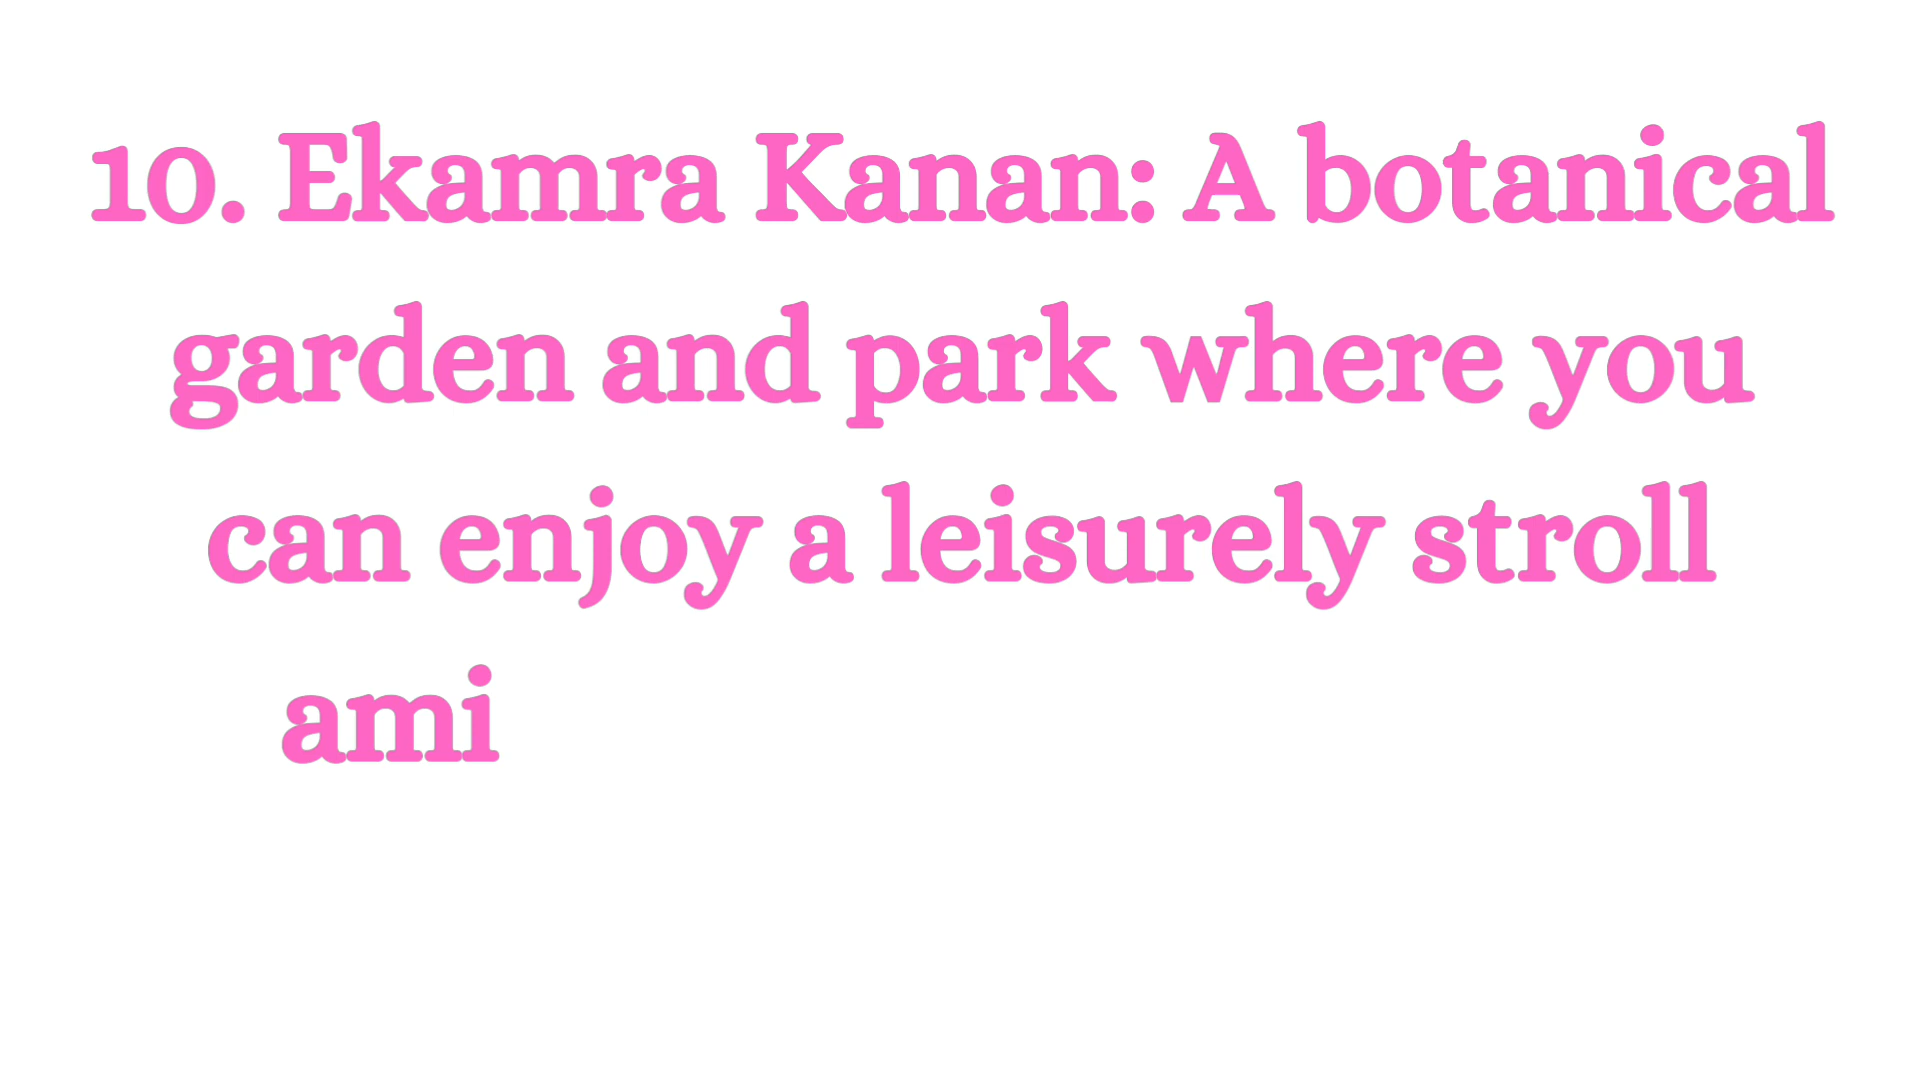 10. Ekamra Kanan: A botanical
garden and park where you
can enjoy a leisurely stroll
ami